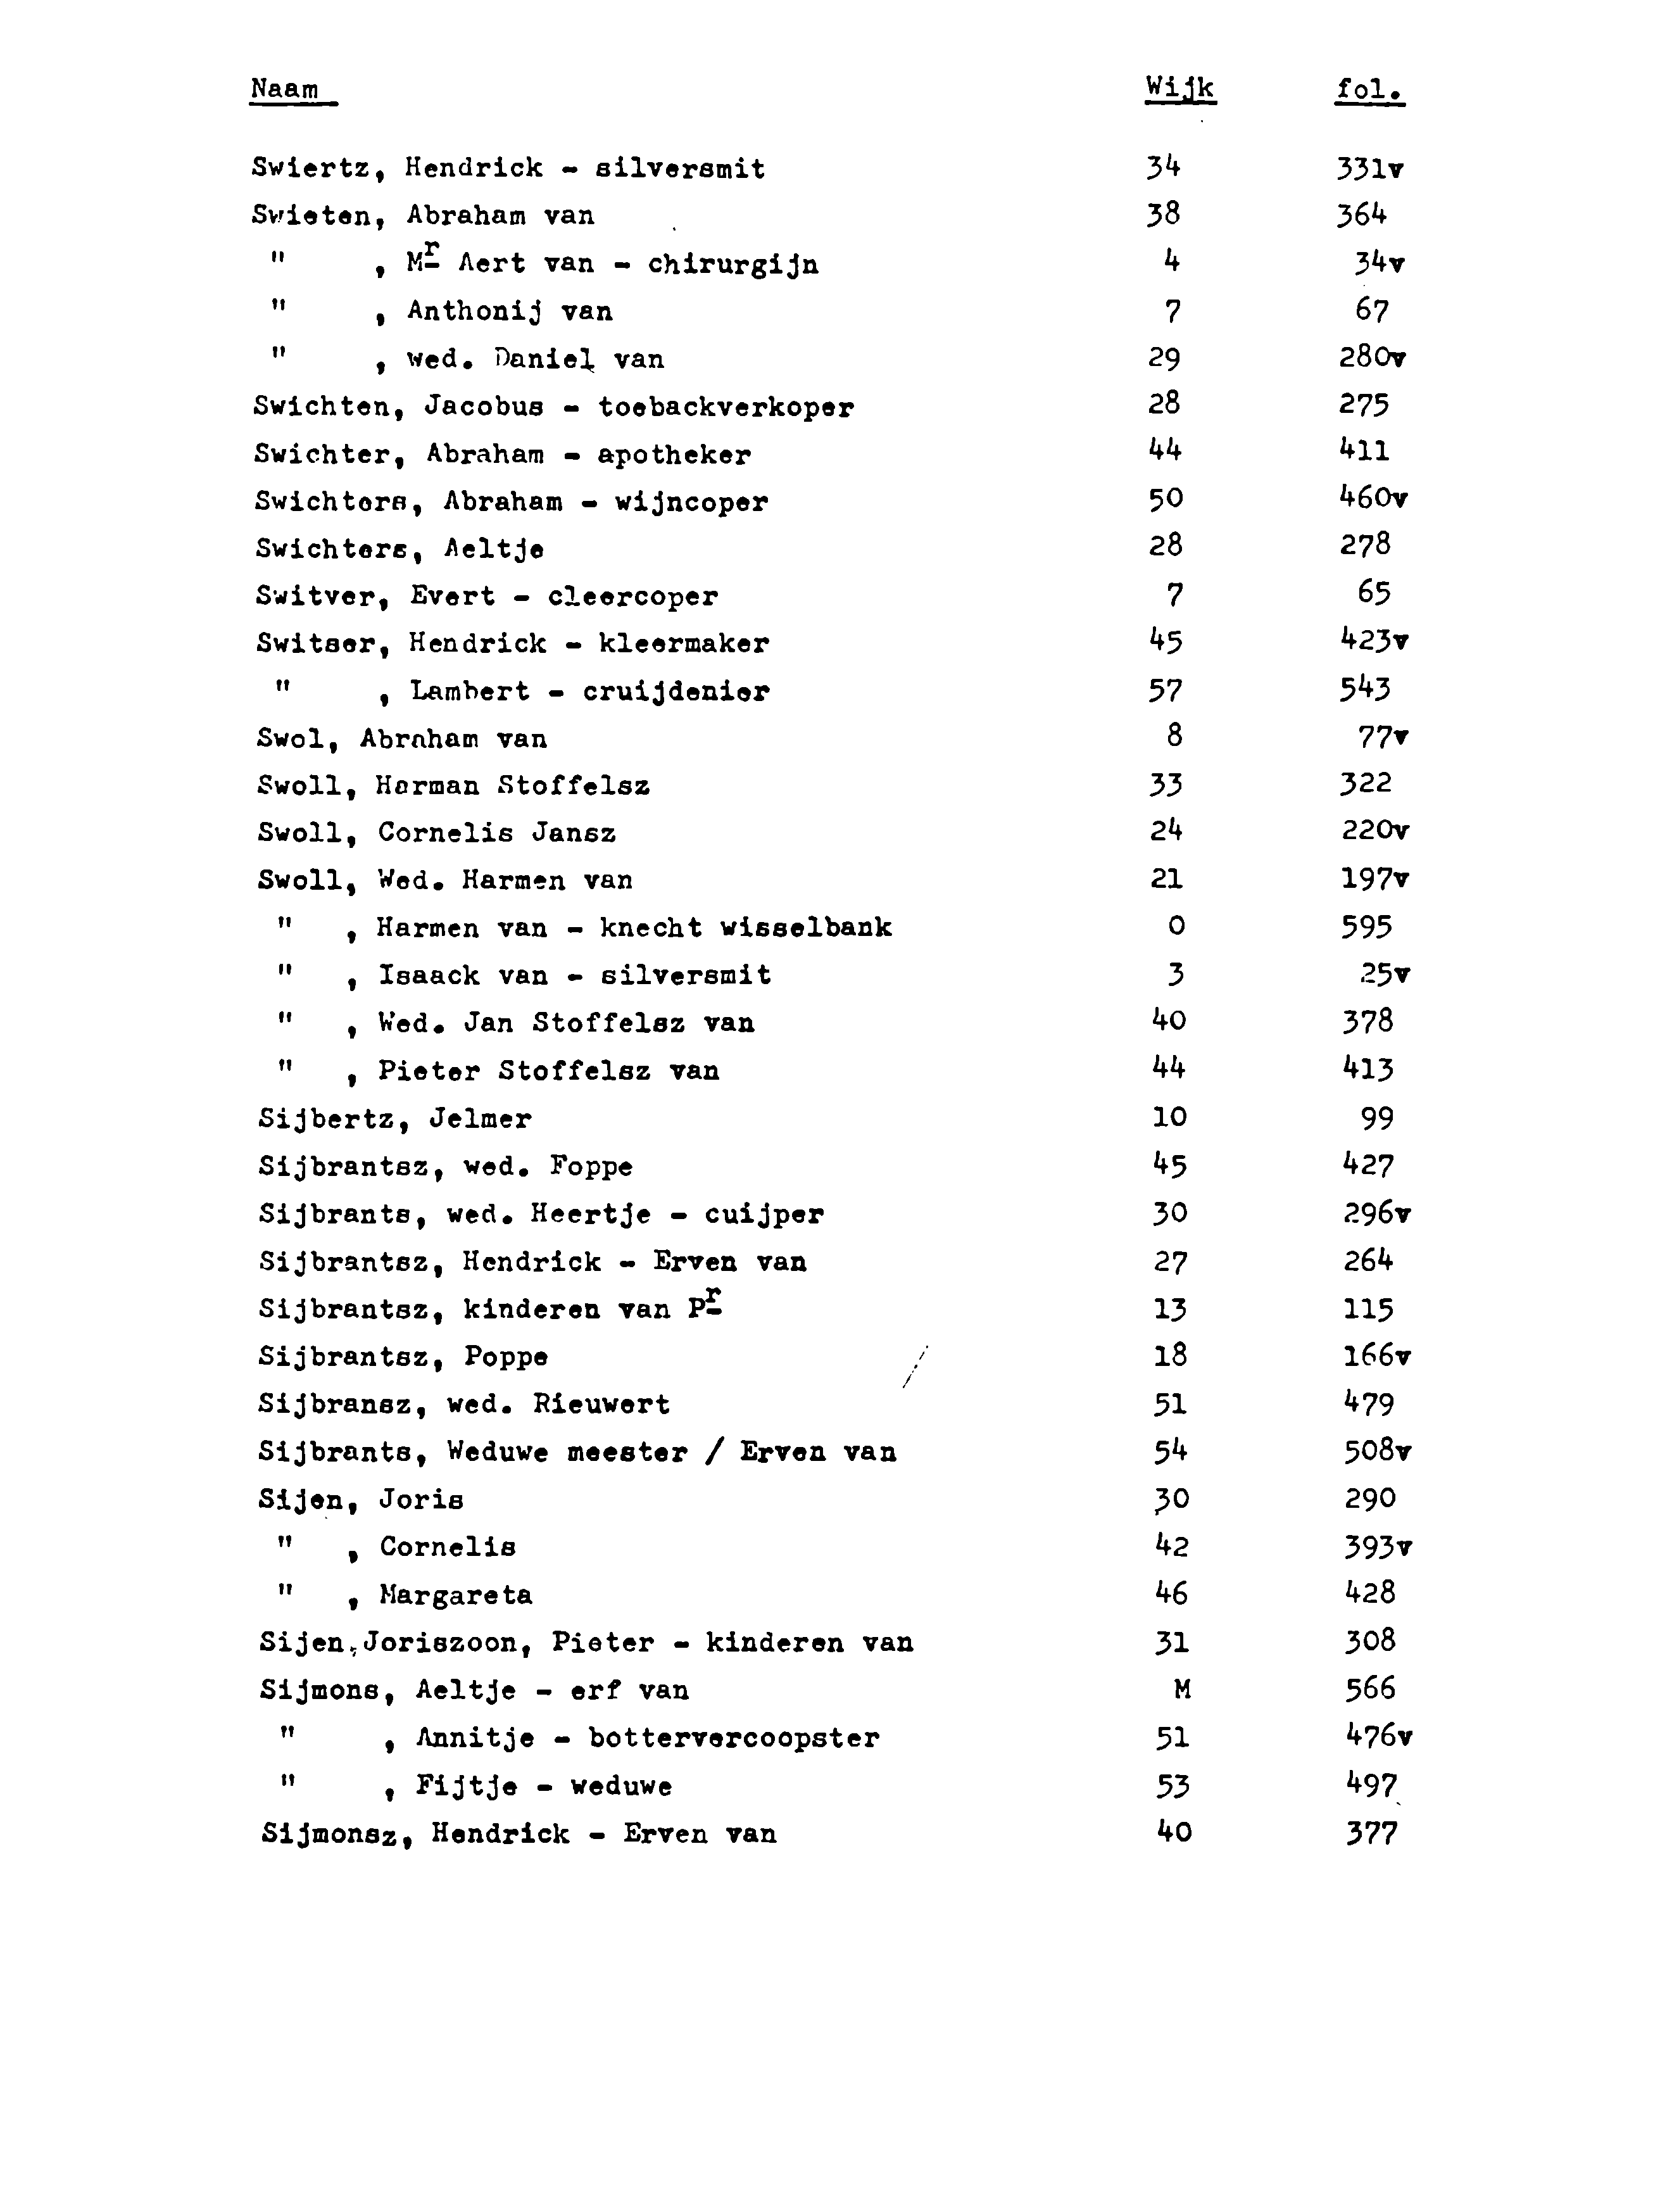 Naam Wijk fol.
Swiertz, Hendrick - silversmit 34 331v
Swieten, Abraham van 38 364
" , Mr Aert van - chirurgijn 4 34v
" , Anthonij van 7 67
" , wed. Daniel van 29 280v
Swichten, Jacobus - toebackverkoper 28 275
Swichter, Abraham - apotheker 44 411
Swichters, Abraham - wijncoper 50 460v
Swichters, Aeltje 28 278
Switver, Evert - cleercoper 7 65
Switser, Hendrick - kleermaker 45 423v
" , Lambert - cruijdenier 57 543
Swol, Abraham van 8 77v
Swoll, Harman Stoffelsz 33 322
Swoll, Cornelis Jansz 24 220v
Swoll, Wed. Harmen van 21 197v
" , Harmen van - knecht wisselbank 0 595
" , Isaack van - silversmit 3 25v
" , Wed. Jan Stoffelsz van 40 378
" , Pieter Stoffelsz van 44 413
Sijbertz, Jelmer 10 99
Sijbrantsz, wed. Foppe 45 427
Sijbrants, wed. Heertje - cuijper 30 296v
Sijbrantsz, Hendrick - Erven van 27 264
Sijbrantsz, kinderen van Pr 13 115
Sijbrantsz, Poppe 18 166v
Sijbransz, wed. Rieuwert 51 479
Sijbrants, Weduwe meester / Erven van 54 508v
Sijen, Joris 30 290
" , Cornelis 42 393v
" , Margareta 46 428
Sijen, Joriszoon, Pieter - kinderen van 31 308
Sijmons, Aeltje - erf van M 566
" , Annitje - bottervercoopster 51 476v
" , Fijtje - weduwe 53 497
Sijmonsz, Hendrick - Erven van 40 377